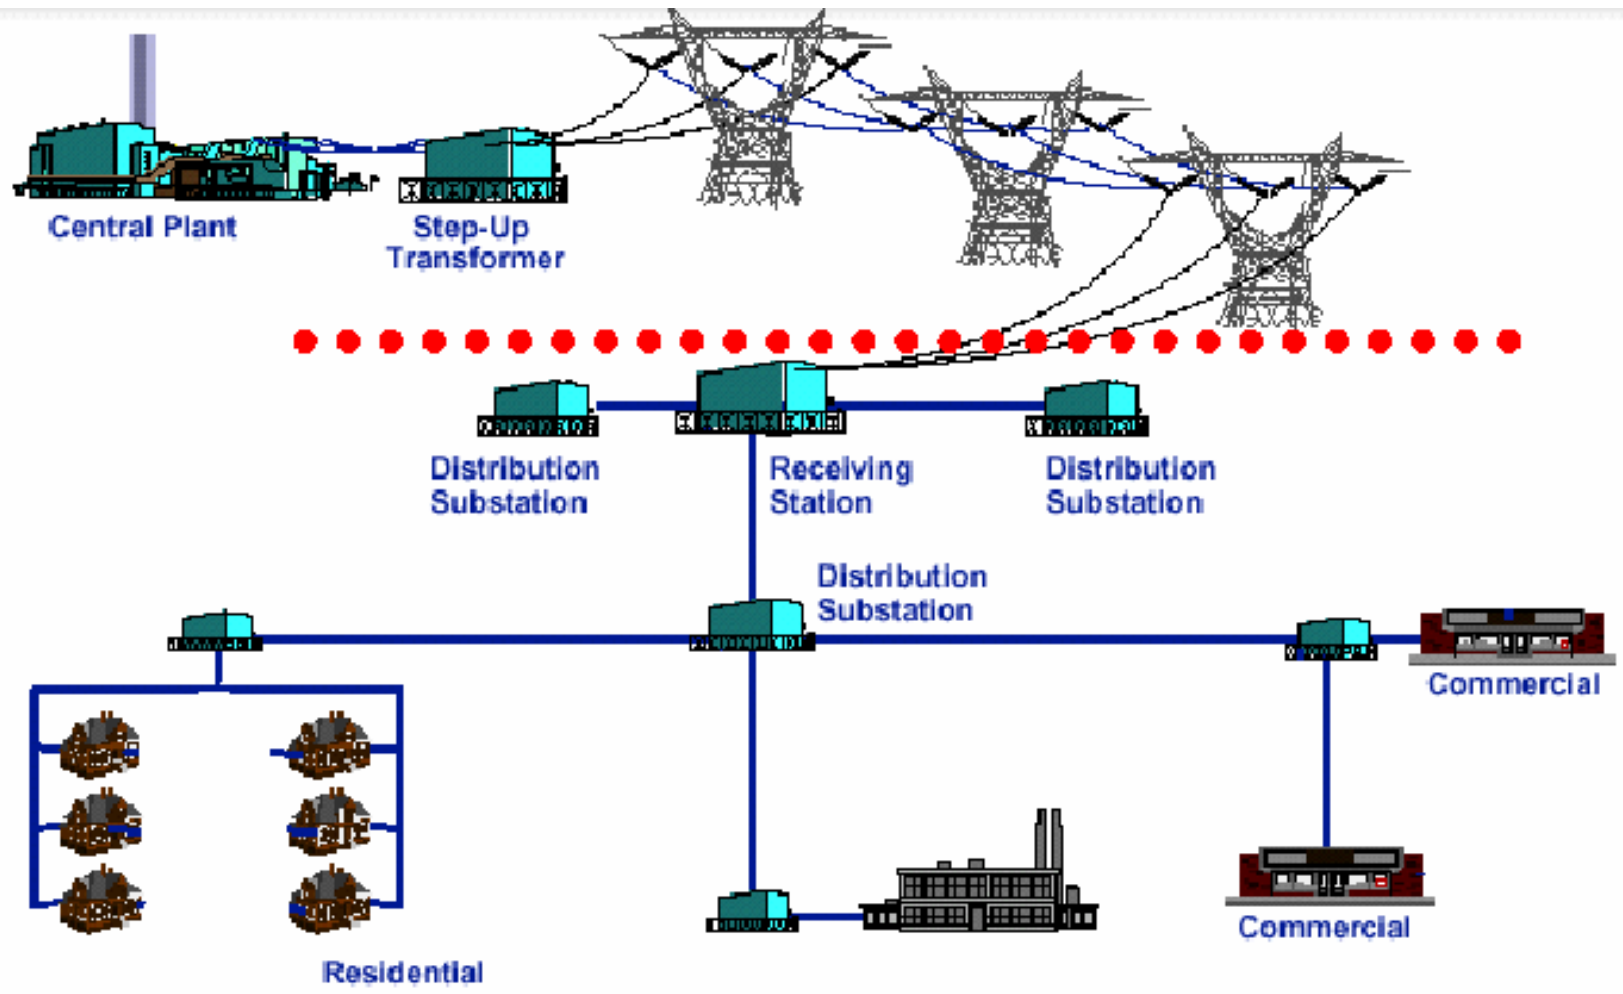 Central Plant
Step-Up
Transformer
Distribution
Substation
Receiving
Station
Distribution
Substation
Distribution
Substation
Commercial
Commercial
Residential